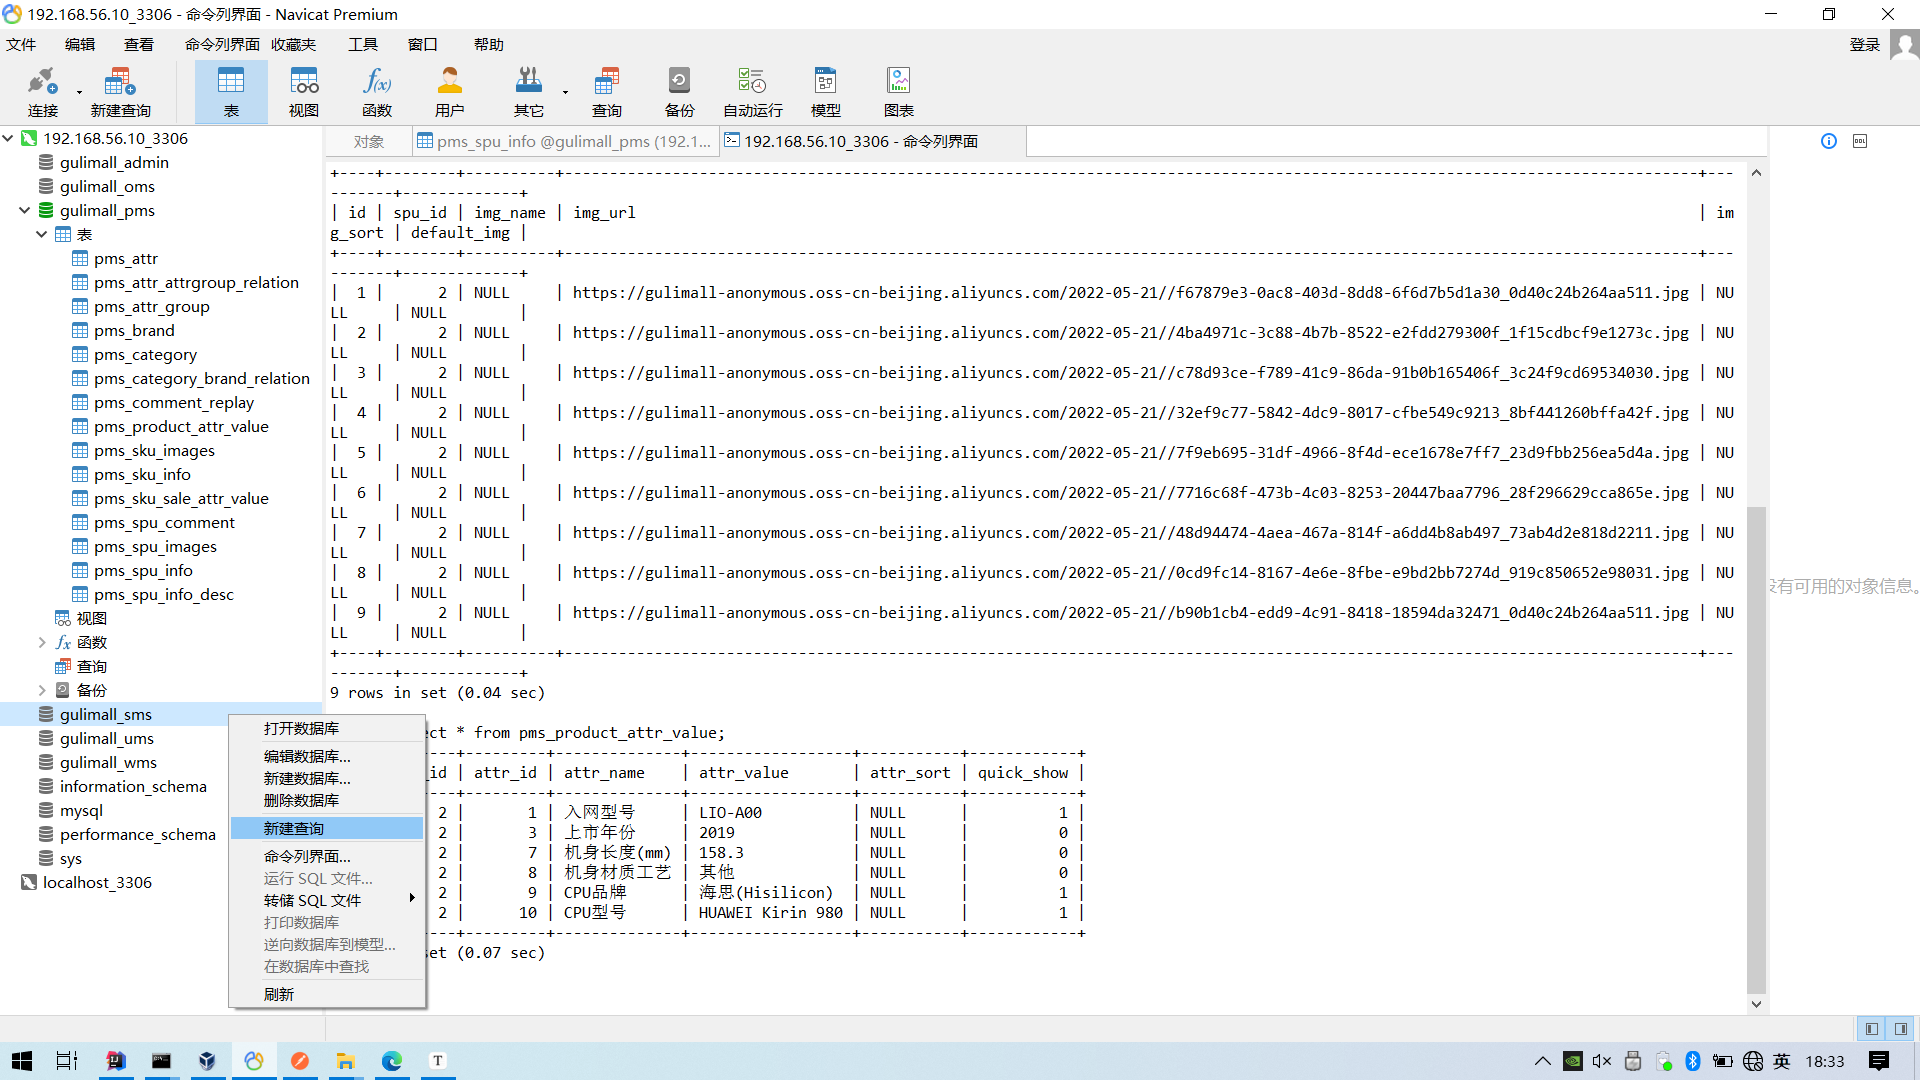 192.168.56.10_3306 - 命令列界面 - Navicat Premium
文件 编辑 查看 命令列界面 收藏夹 工具 窗口 帮助 登录
连接 新建查询 表 视图 函数 用户 其它 查询 备份 自动运行 模型 图表
192.168.56.10_3306
gulimall_admin
gulimall_oms
gulimall_pms
表
pms_attr
pms_attr_attrgroup_relation
pms_attr_group
pms_brand
pms_category
pms_category_brand_relation
pms_comment_replay
pms_product_attr_value
pms_sku_images
pms_sku_info
pms_sku_sale_attr_value
pms_spu_comment
pms_spu_images
pms_spu_info
pms_spu_info_desc
视图
函数
查询
备份
gulimall_sms
gulimall_ums
gulimall_wms
information_schema
mysql
performance_schema
sys
localhost_3306
对象 pms_spu_info @gulimall_pms (192.1... 192.168.56.10_3306 - 命令列界面
| id | spu_id | img_name | img_url | im
g_sort | default_img |
| 1 | 2 | NULL | https://gulimall-anonymous.oss-cn-beijing.aliyuncs.com/2022-05-21//f67879e3-0ac8-403d-8dd8-6f6d7b5d1a30_0d40c24b264aa511.jpg | NU
LL | NULL |
| 2 | 2 | NULL | https://gulimall-anonymous.oss-cn-beijing.aliyuncs.com/2022-05-21//4ba4971c-3c88-4b7b-8522-e2fdd279300f_1f15cdbcf9e1273c.jpg | NU
LL | NULL |
| 3 | 2 | NULL | https://gulimall-anonymous.oss-cn-beijing.aliyuncs.com/2022-05-21//c78d93ce-f789-41c9-86da-91b0b165406f_3c24f9cd69534030.jpg | NU
LL | NULL |
| 4 | 2 | NULL | https://gulimall-anonymous.oss-cn-beijing.aliyuncs.com/2022-05-21//32ef9c77-5842-4dc9-8017-cfbe549c9213_8bf441260bffa42f.jpg | NU
LL | NULL |
| 5 | 2 | NULL | https://gulimall-anonymous.oss-cn-beijing.aliyuncs.com/2022-05-21//7f9eb695-31df-4966-8f4d-ece1678e7ff7_23d9fbb256ea5d4a.jpg | NU
LL | NULL |
| 6 | 2 | NULL | https://gulimall-anonymous.oss-cn-beijing.aliyuncs.com/2022-05-21//7716c68f-473b-4c03-8253-20447baa7796_28f296629cca865e.jpg | NU
LL | NULL |
| 7 | 2 | NULL | https://gulimall-anonymous.oss-cn-beijing.aliyuncs.com/2022-05-21//48d94474-4aea-467a-814f-a6dd4b8ab497_73ab4d2e818d2211.jpg | NU
LL | NULL |
| 8 | 2 | NULL | https://gulimall-anonymous.oss-cn-beijing.aliyuncs.com/2022-05-21//0cd9fc14-8167-4e6e-8fbe-e9bd2bb7274d_919c850652e98031.jpg | NU
LL | NULL |
| 9 | 2 | NULL | https://gulimall-anonymous.oss-cn-beijing.aliyuncs.com/2022-05-21//b90b1cb4-edd9-4c91-8418-18594da32471_0d40c24b264aa511.jpg | NU
LL | NULL |
9 rows in set (0.04 sec)
ect * from pms_product_attr_value;
_id | attr_id | attr_name | attr_value | attr_sort | quick_show |
2 | 1 | 入网型号 | LIO-A00 | NULL | 1 |
2 | 3 | 上市年份 | 2019 | NULL | 0 |
2 | 7 | 机身长度(mm) | 158.3 | NULL | 0 |
2 | 8 | 机身材质工艺 | 其他 | NULL | 0 |
2 | 9 | CPU品牌 | 海思(Hisilicon) | NULL | 1 |
2 | 10 | CPU型号 | HUAWEI Kirin 980 | NULL | 1 |
set (0.07 sec)
打开数据库
编辑数据库...
新建数据库...
删除数据库
新建查询
命令列界面...
运行 SQL 文件...
转储 SQL 文件
打印数据库
逆向数据库到模型...
在数据库中查找
刷新
没有可用的对象信息。
英 18:33